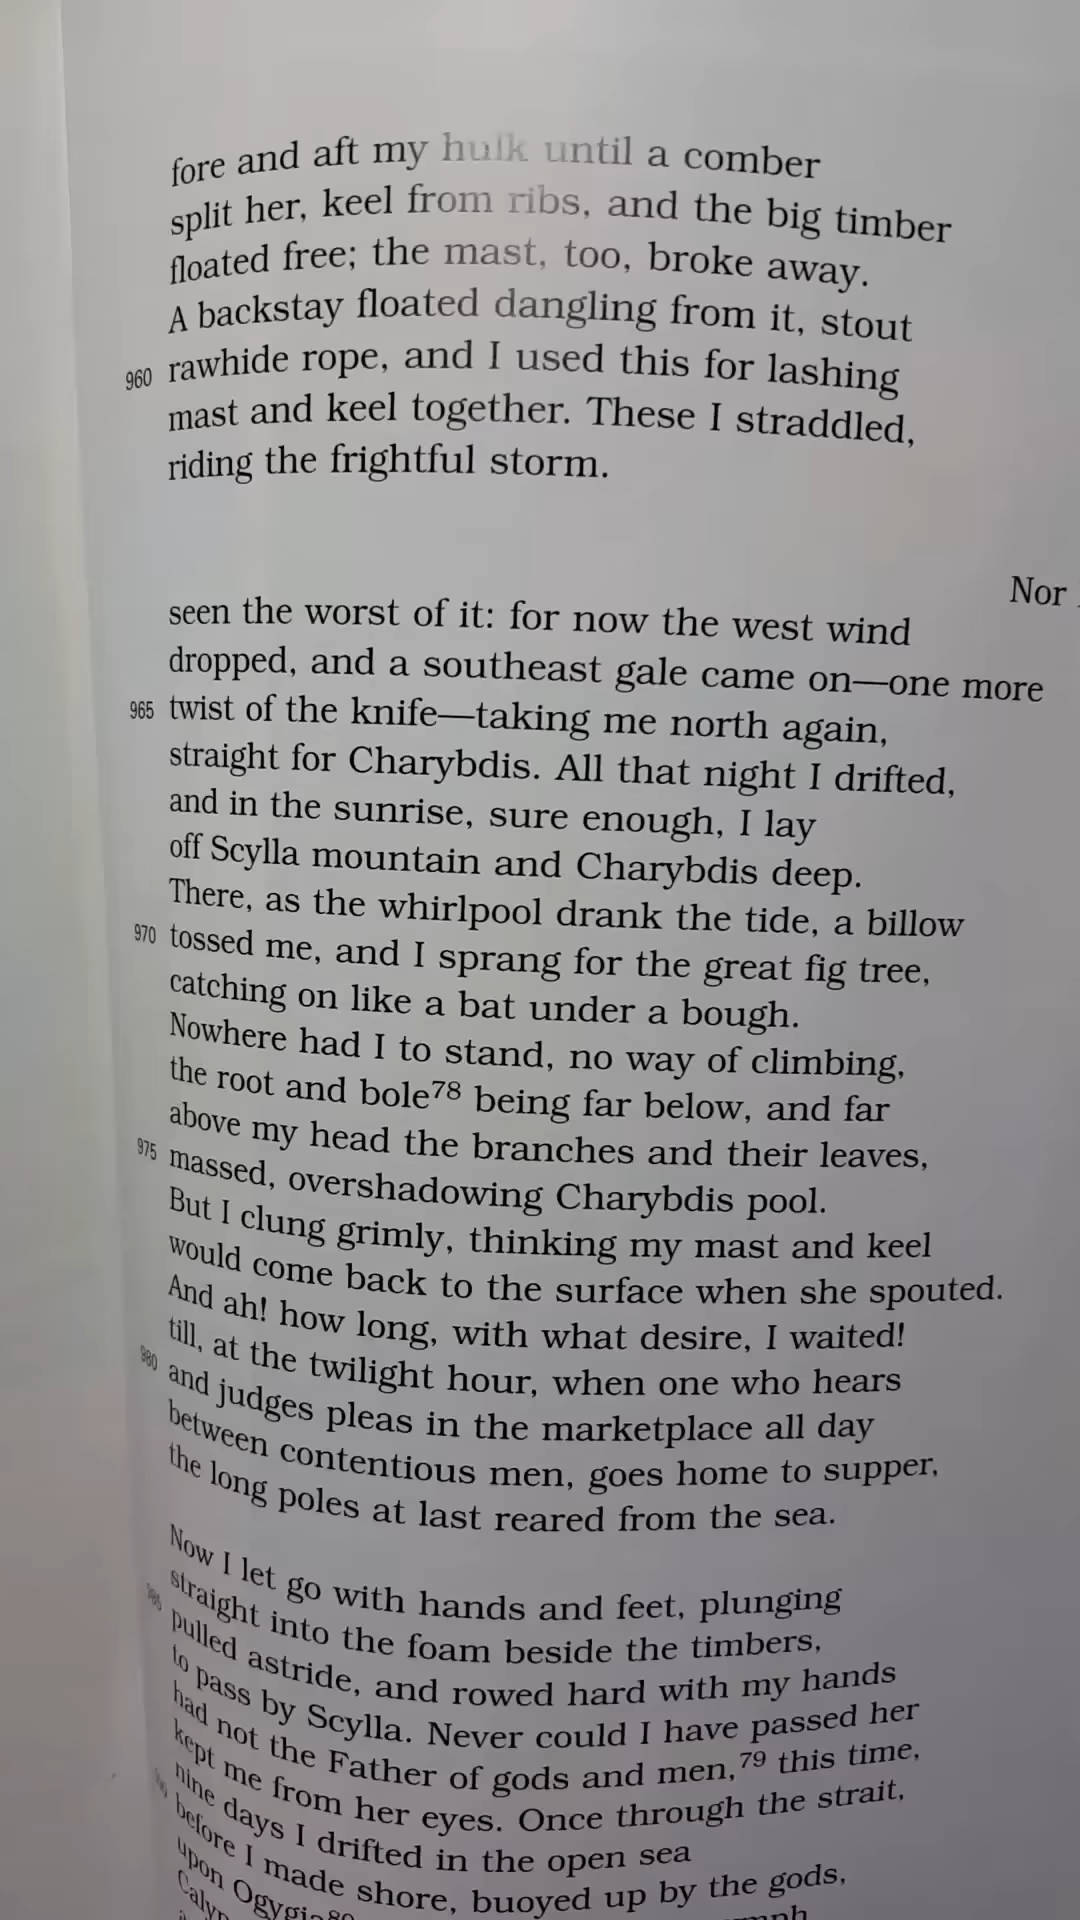 fore and aft my hulk until a comber
split her, keel from ribs, and the big timber
floated free; the mast, too, broke away.
A backstay floated dangling from it, stout
960 rawhide rope, and I used this for lashing
mast and keel together. These I straddled,
riding the frightful storm.
Nor
seen the worst of it: for now the west wind
dropped, and a southeast gale came on—one more
965 twist of the knife—taking me north again,
straight for Charybdis. All that night I drifted,
and in the sunrise, sure enough, I lay
off Scylla mountain and Charybdis deep.
There, as the whirlpool drank the tide, a billow
970 tossed me, and I sprang for the great fig tree,
catching on like a bat under a bough.
Nowhere had I to stand, no way of climbing,
the root and bole78 being far below, and far
above my head the branches and their leaves,
975 massed, overshadowing Charybdis pool.
But I clung grimly, thinking my mast and keel
would come back to the surface when she spouted.
And ah! how long, with what desire, I waited!
till, at the twilight hour, when one who hears
980 and judges pleas in the marketplace all day
between contentious men, goes home to supper,
the long poles at last reared from the sea.
Now I let go with hands and feet, plunging
straight into the foam beside the timbers,
985 pulled astride, and rowed hard with my hands
to pass by Scylla. Never could I have passed her
had not the Father of gods and men,79 this time,
kept me from her eyes. Once through the strait,
nine days I drifted in the open sea
before I made shore, buoyed up by the gods,
upon Ogygia80